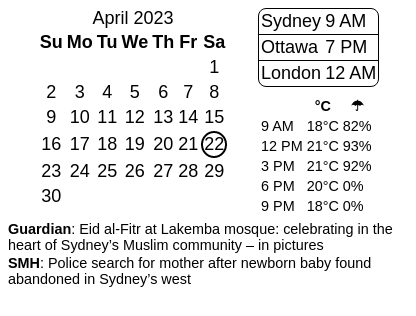 April 2023
Su Mo Tu We Th Fr Sa
1
2 3 4 5 6 7 8
9 10 11 12 13 14 15
16 17 18 19 20 21 22
23 24 25 26 27 28 29
30
Sydney 9 AM
Ottawa 7 PM
London 12 AM
°C ☂
9 AM 18°C 82%
12 PM 21°C 93%
3 PM 21°C 92%
6 PM 20°C 0%
9 PM 18°C 0%
Guardian: Eid al-Fitr at Lakemba mosque: celebrating in the
heart of Sydney’s Muslim community – in pictures
SMH: Police search for mother after newborn baby found
abandoned in Sydney’s west